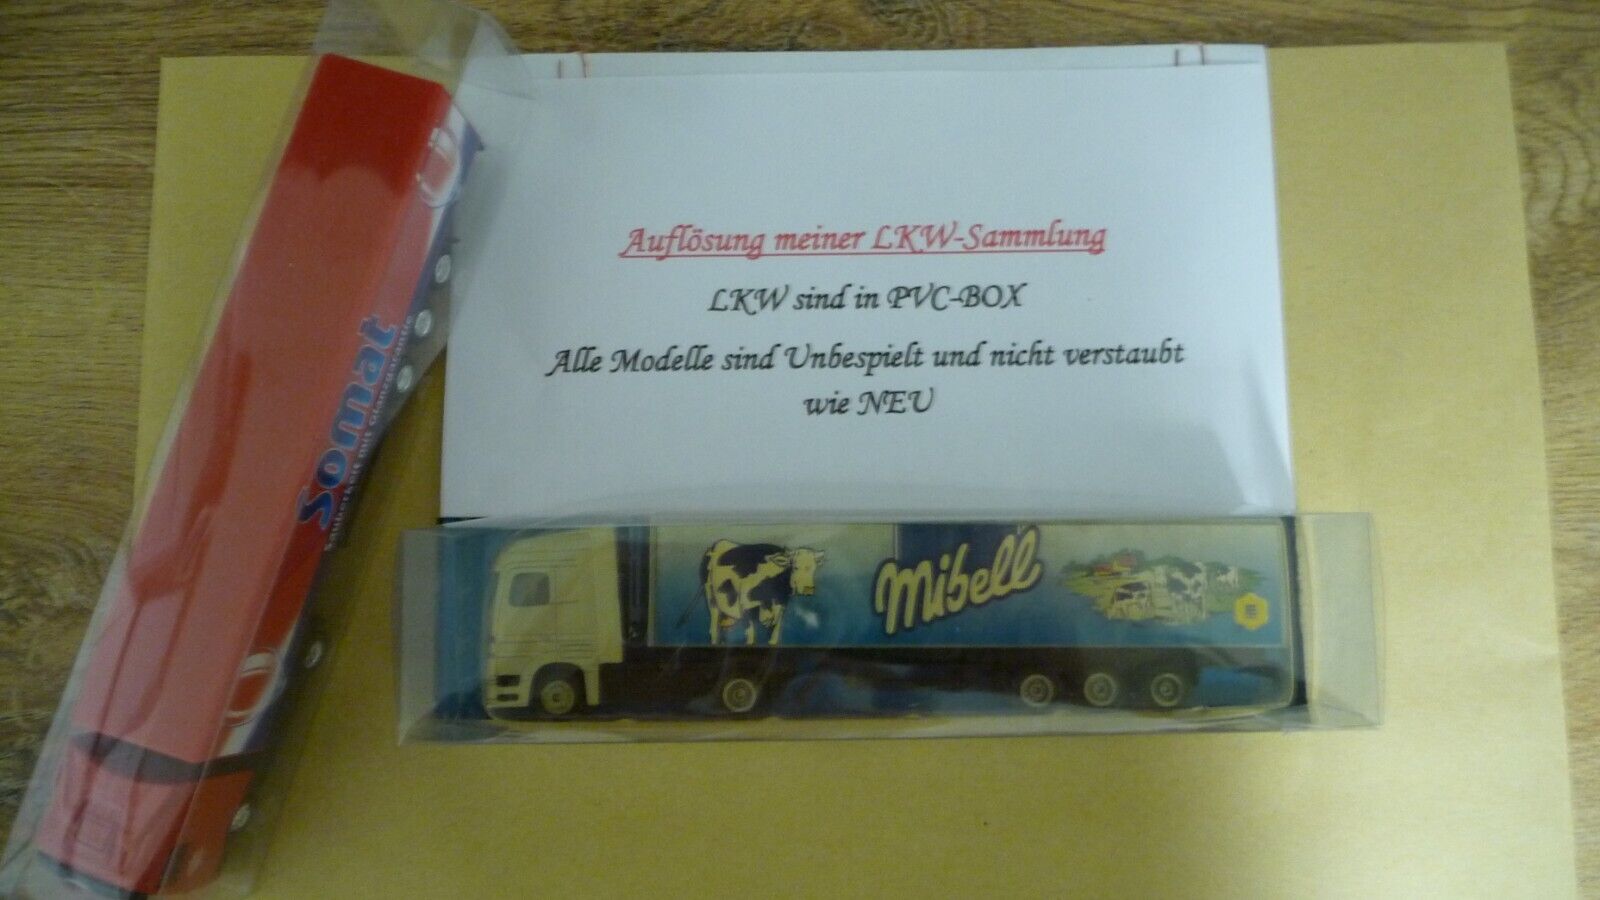 Auflösung meiner LKW-Sammlung
LKW sind in PVC-BOX
Alle Modelle sind Unbespielt und nicht verstaubt
wie NEU
Somat
mibell